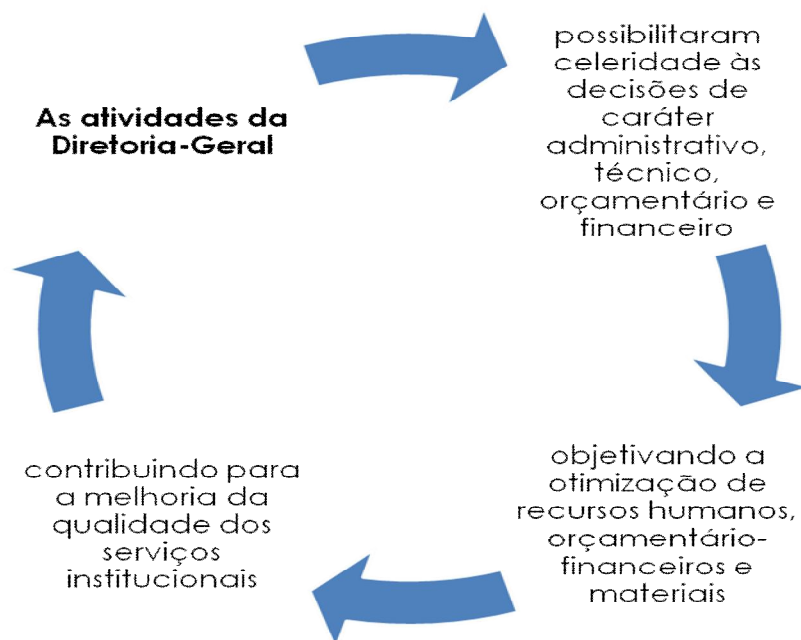 As atividades da
Diretoria-Geral
possibilitaram
celeridade às
decisões de
caráter
administrativo,
técnico,
orçamentário e
financeiro
objetivando a
otimização de
recursos humanos,
orçamentário-
financeiros e
materiais
contribuindo para
a melhoria da
qualidade dos
serviços
institucionais